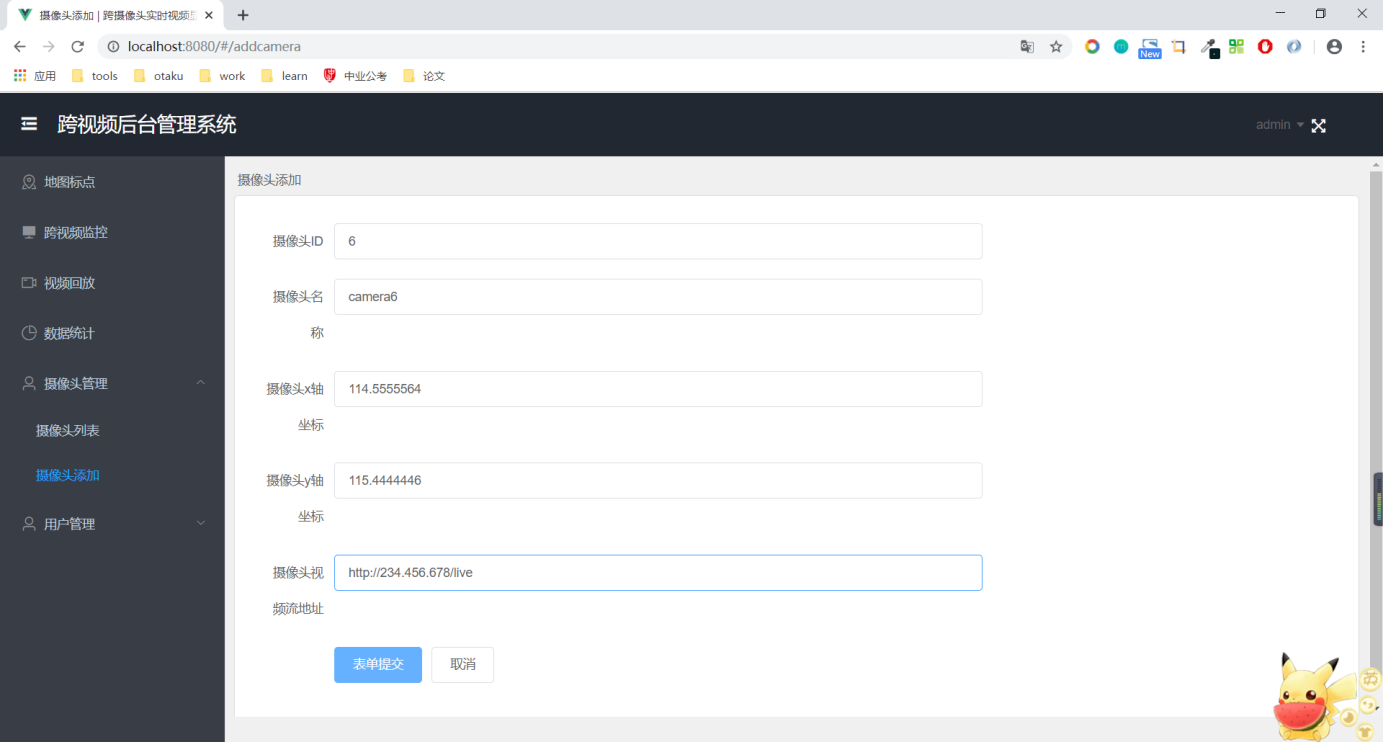 摄像头添加 | 跨摄像头实时视频
localhost:8080/#/addcamera
New
应用
tools
otaku
work
learn
中业公考
论文
跨视频后台管理系统
admin
地图标点
跨视频监控
视频回放
数据统计
摄像头管理
摄像头列表
摄像头添加
用户管理
摄像头添加
摄像头ID
6
摄像头名
称
camera6
摄像头x轴
坐标
114.5555564
摄像头y轴
坐标
115.4444446
摄像头视
频流地址
http://234.456.678/live
表单提交
取消